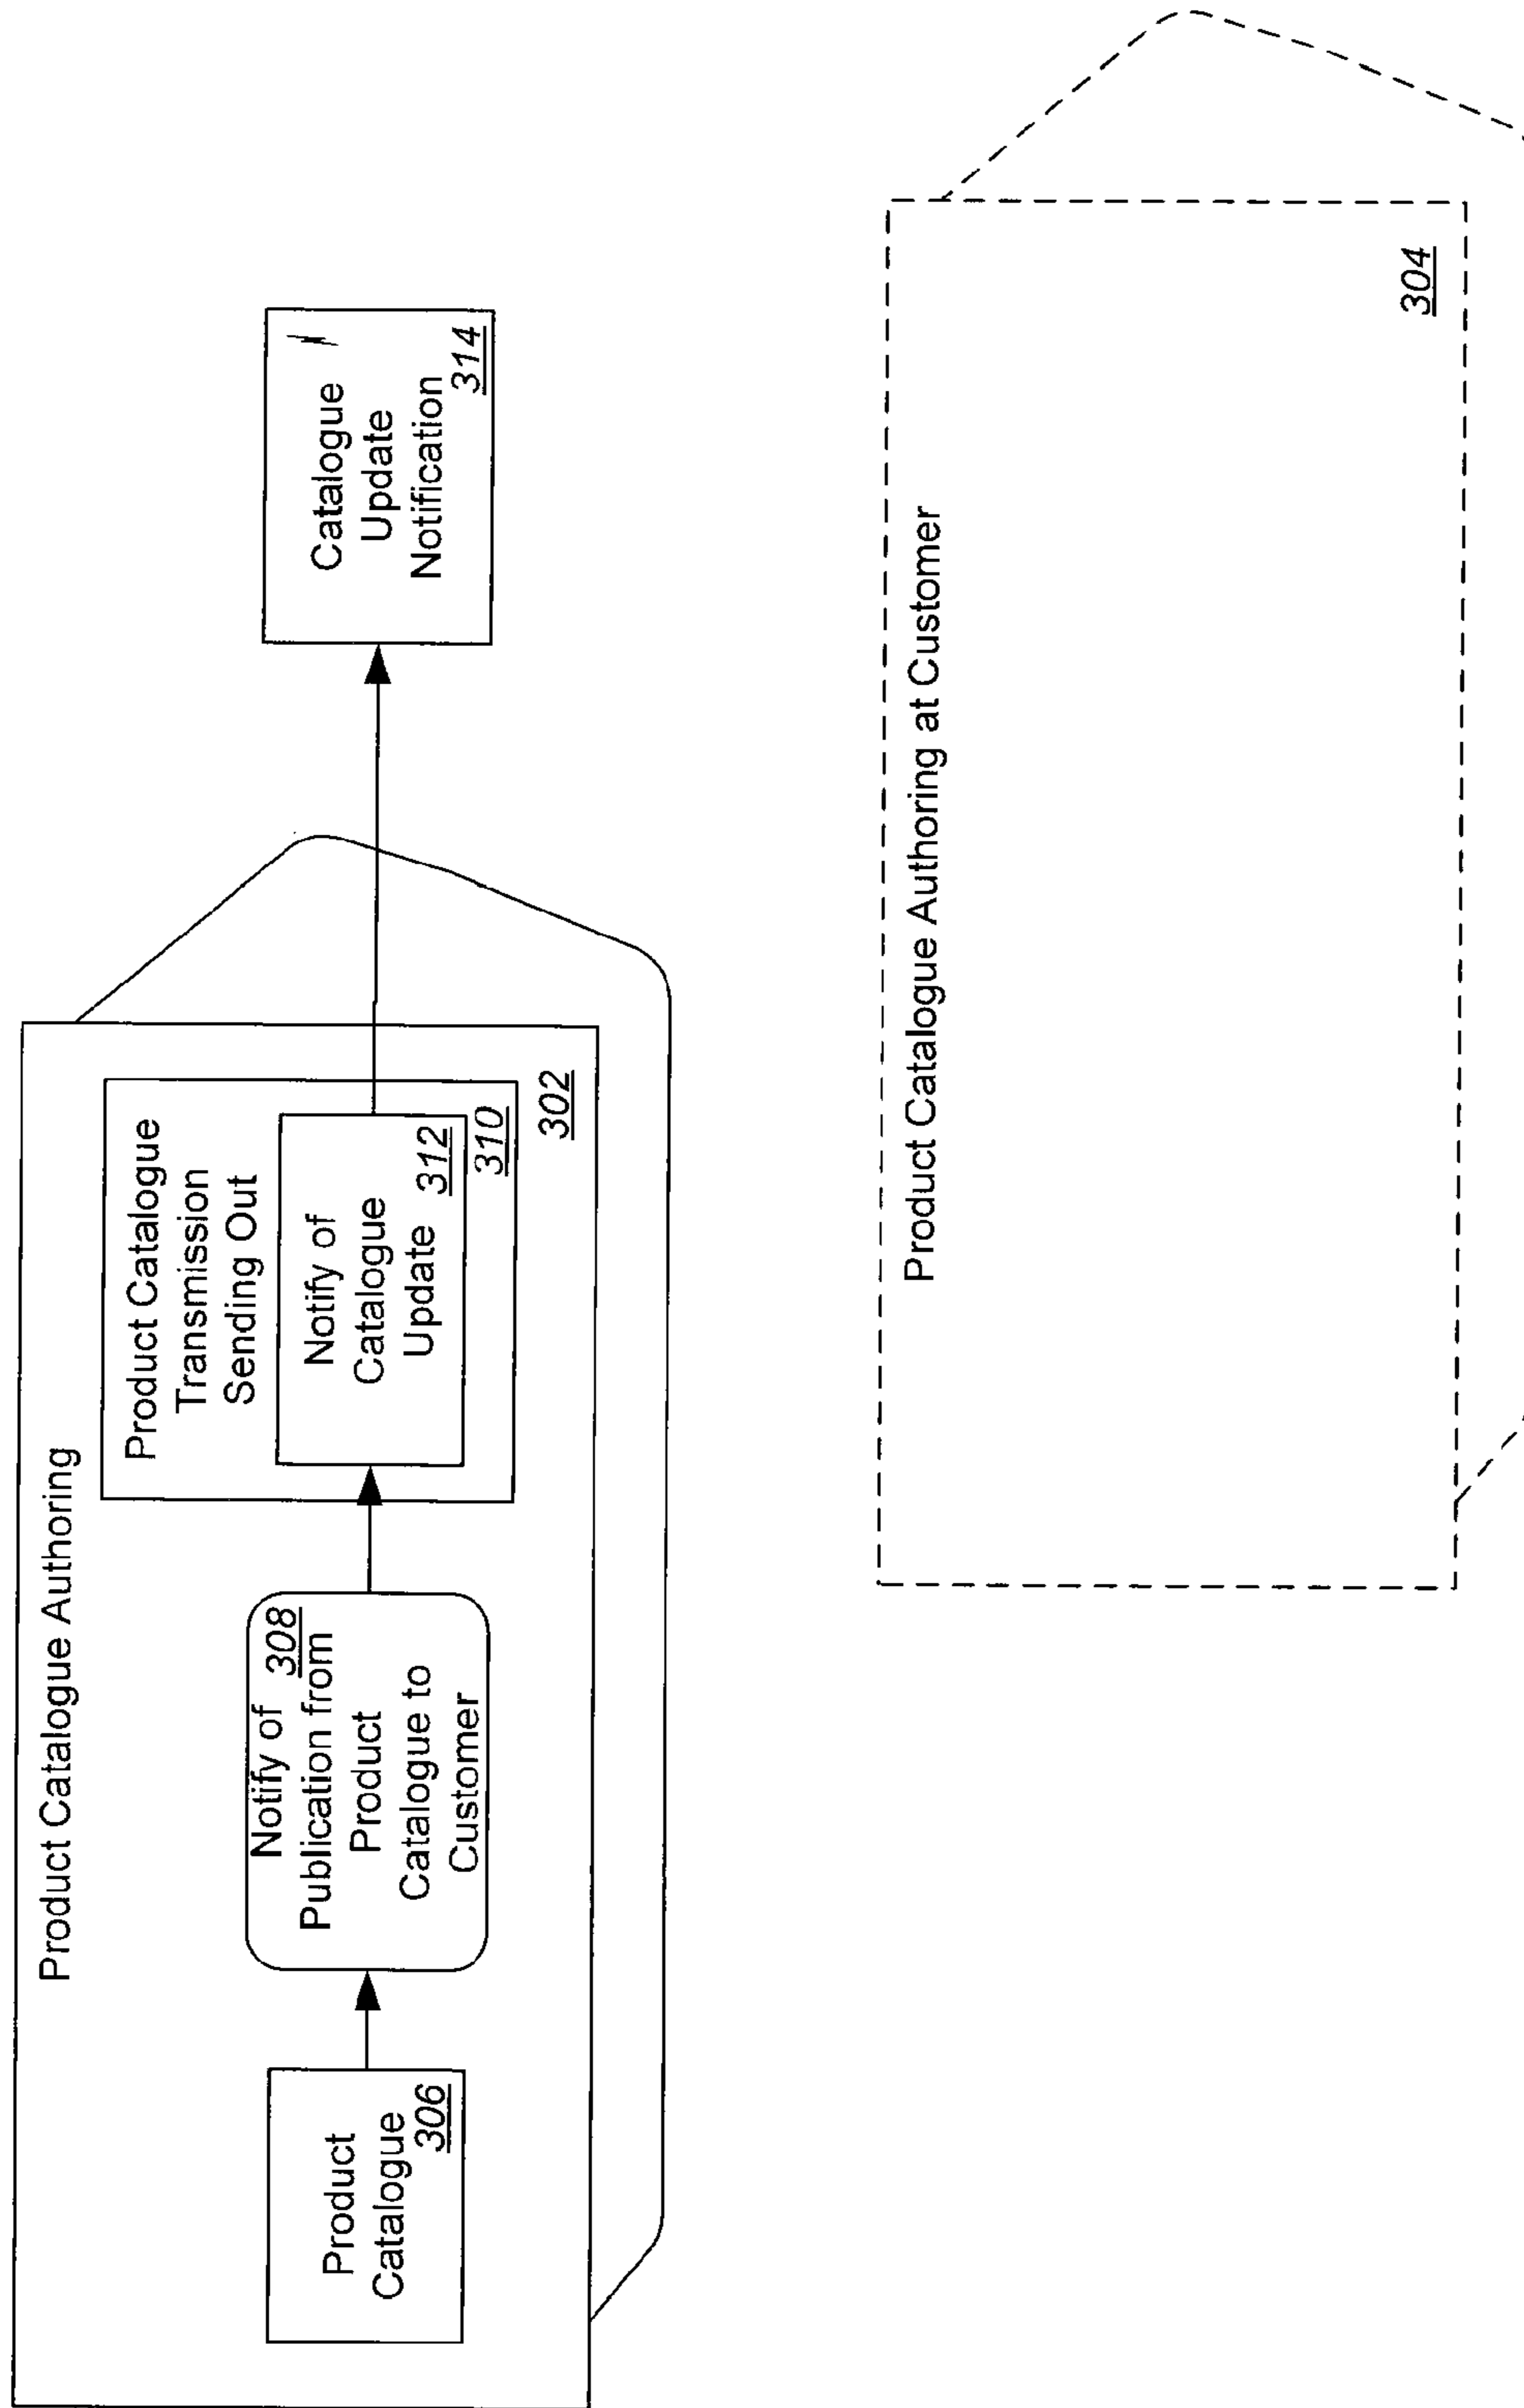 Product Catalogue Authoring
Product
Catalogue
306
Notify of
308
Publication from
Product
Catalogue to
Customer
Product Catalogue
Transmission
Sending Out
Notify of
Catalogue
Update
312
310
302
Catalogue
Update
Notification
314
Product Catalogue Authoring at Customer
304